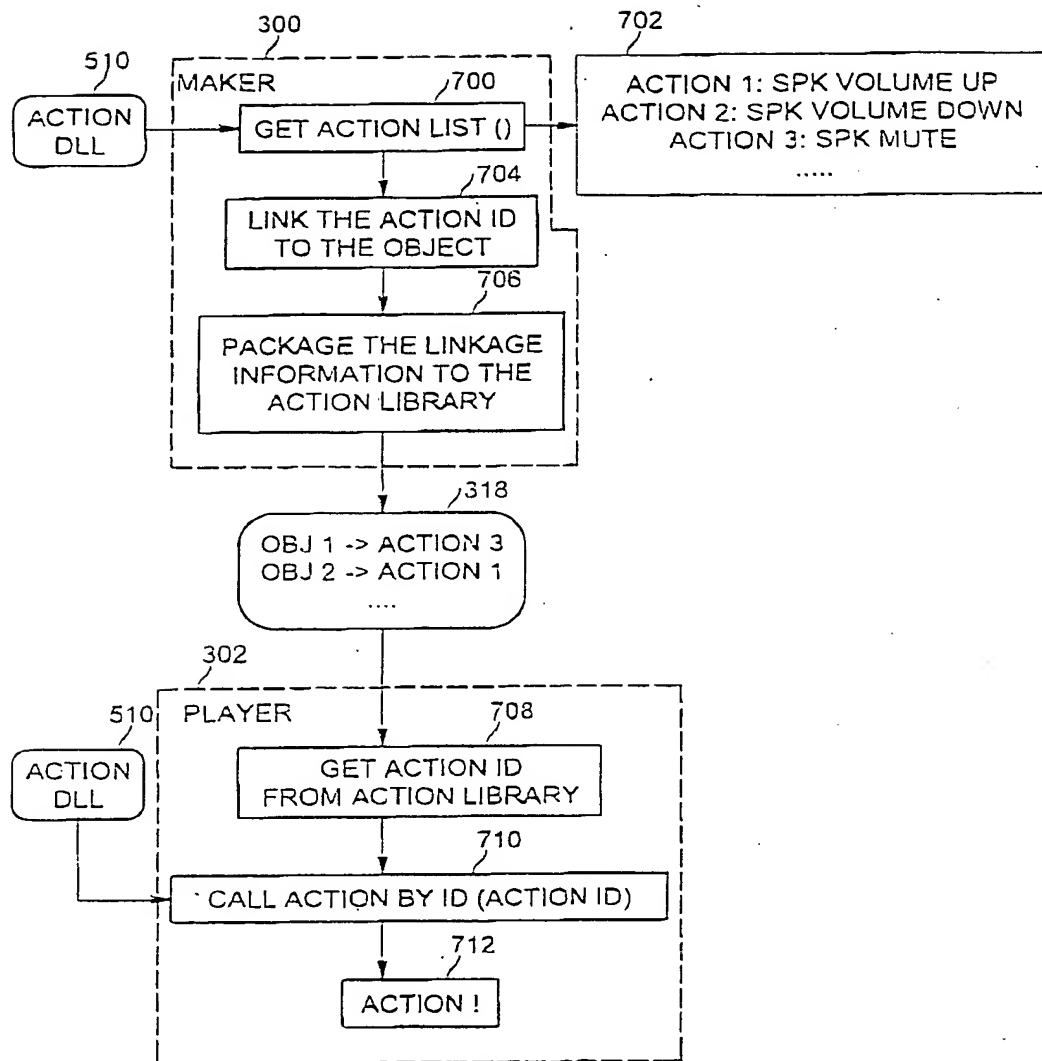 300
702
510
MAKER
700
ACTION
DLL
GET ACTION LIST ()
ACTION 1: SPK VOLUME UP
ACTION 2: SPK VOLUME DOWN
ACTION 3: SPK MUTE
.....
704
LINK THE ACTION ID
TO THE OBJECT
706
PACKAGE THE LINKAGE
INFORMATION TO THE
ACTION LIBRARY
318
OBJ 1 -> ACTION 3
OBJ 2 -> ACTION 1
....
302
510
PLAYER
708
ACTION
DLL
GET ACTION ID
FROM ACTION LIBRARY
710
CALL ACTION BY ID (ACTION ID)
712
ACTION !